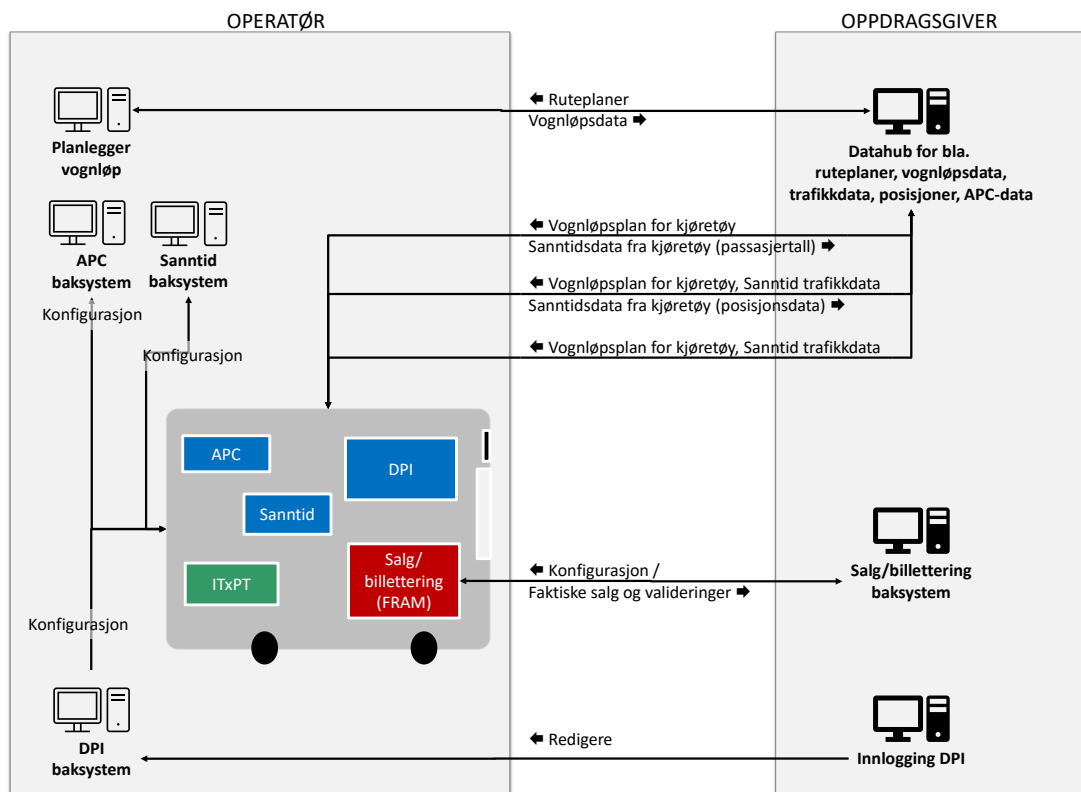 OPERATØR
OPPDRAGSGIVER
Planlegger
vognløp
🡄 Ruteplaner
Vognløpsdata 🡆
Datahub for bla.
ruteplaner, vognløpsdata,
trafikkdata, posisjoner, APC-data
APC
baksystem
Sanntid
baksystem
Konfigurasjon
Konfigurasjon
🡄 Vognløpsplan for kjøretøy
Sanntidsdata fra kjøretøy (passasjertall) 🡆
🡄 Vognløpsplan for kjøretøy, Sanntid trafikkdata
Sanntidsdata fra kjøretøy (posisjonsdata) 🡆
🡄 Vognløpsplan for kjøretøy, Sanntid trafikkdata
APC
DPI
Sanntid
ITxPT
Salg/
billettering
(FRAM)
🡄 Konfigurasjon /
Faktiske salg og valideringer 🡆
Salg/billettering
baksystem
Konfigurasjon
DPI
baksystem
🡄 Redigere
Innlogging DPI